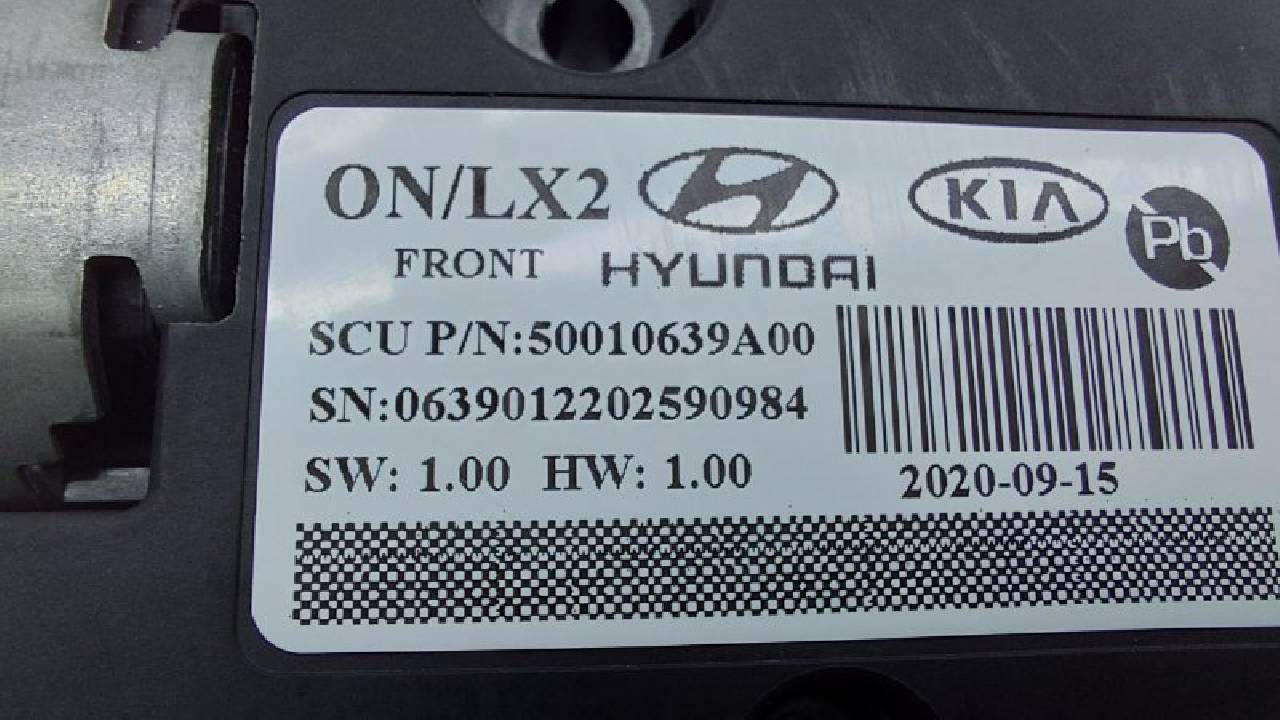 ON/LX2
KIA
Pb
FRONT HYUNDAI
SCU P/N:50010639A00
SN:0639012202590984
SW: 1.00 HW: 1.00
2020-09-15